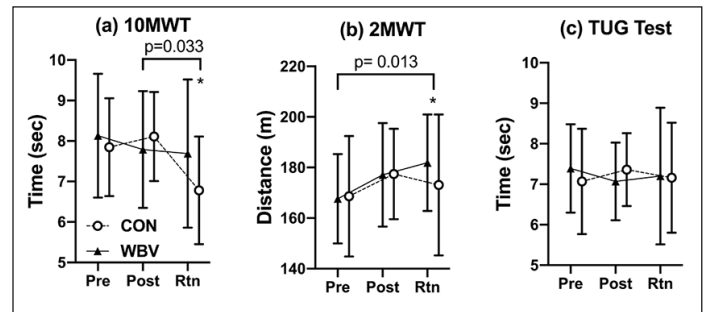 (a) 10MWT
p=0.033
*
10
9
8
7
6
5
Time (sec)
CON
WBV
Pre Post Rtn
(b) 2MWT
p= 0.013
*
220
200
180
160
140
Distance (m)
Pre Post Rtn
(c) TUG Test
10
9
8
7
6
5
Time (sec)
Pre Post Rtn